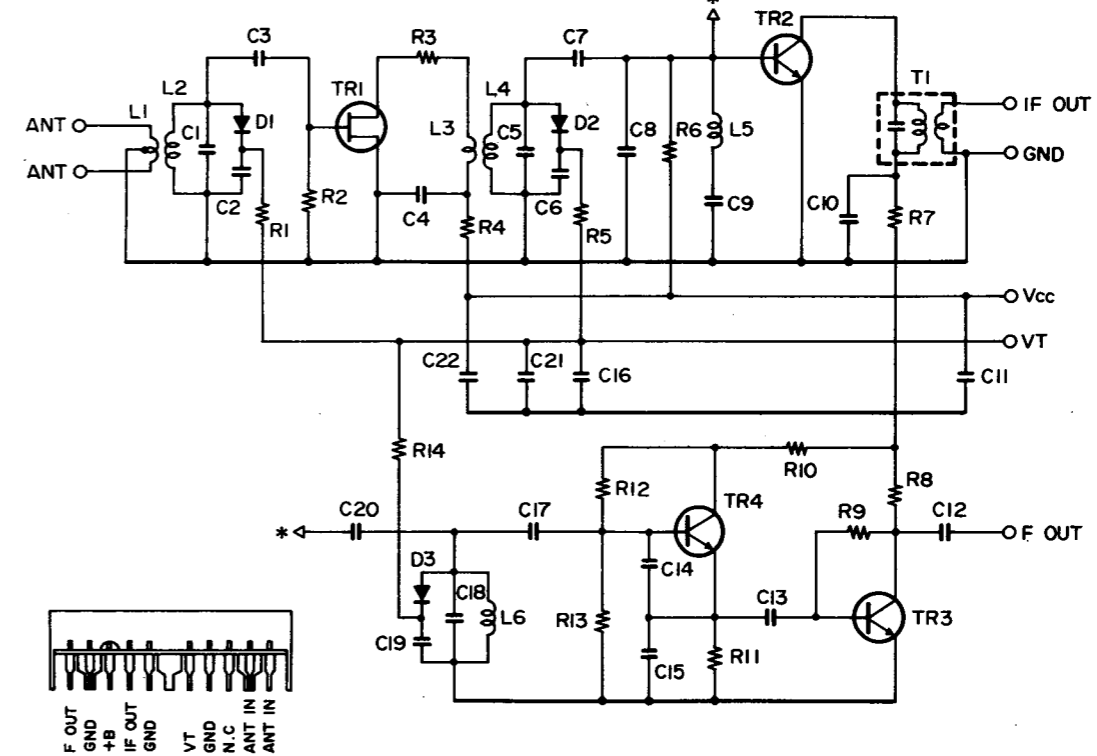 *
TR2
C3
R3
C7
T1
L2
TR1
L4
L1
ANT
IF OUT
C1
D1
L3
C5
D2
C8
R6
L5
GND
ANT
C2
R1
R2
C4
R4
C6
R5
C9
C10
R7
Vcc
VT
C22
C21
C16
C11
R14
R10
R12
TR4
R8
C20
C17
R9
C12
*
F OUT
D3
C18
C14
C13
L6
R13
TR3
C19
C15
R11
F OUT
GND
+B
IF OUT
GND
VT
GND
N.C
ANT IN
ANT IN